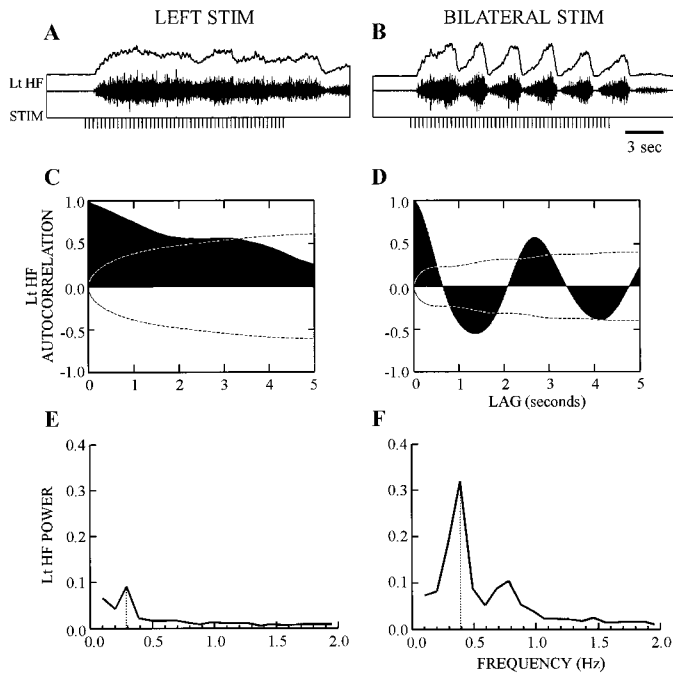 LEFT STIM
BILATERAL STIM
A
B
Lt HF
STIM
3 sec
C
D
Lt HF
AUTOCORRELATION
1.0
0.5
0.0
-0.5
-1.0
0 1 2 3 4 5
1.0
0.5
0.0
-0.5
-1.0
0 1 2 3 4 5
LAG (seconds)
E
F
Lt HF POWER
0.4
0.3
0.2
0.1
0.0
0.0 0.5 1.0 1.5 2.0
0.4
0.3
0.2
0.1
0.0
0.0 0.5 1.0 1.5 2.0
FREQUENCY (Hz)